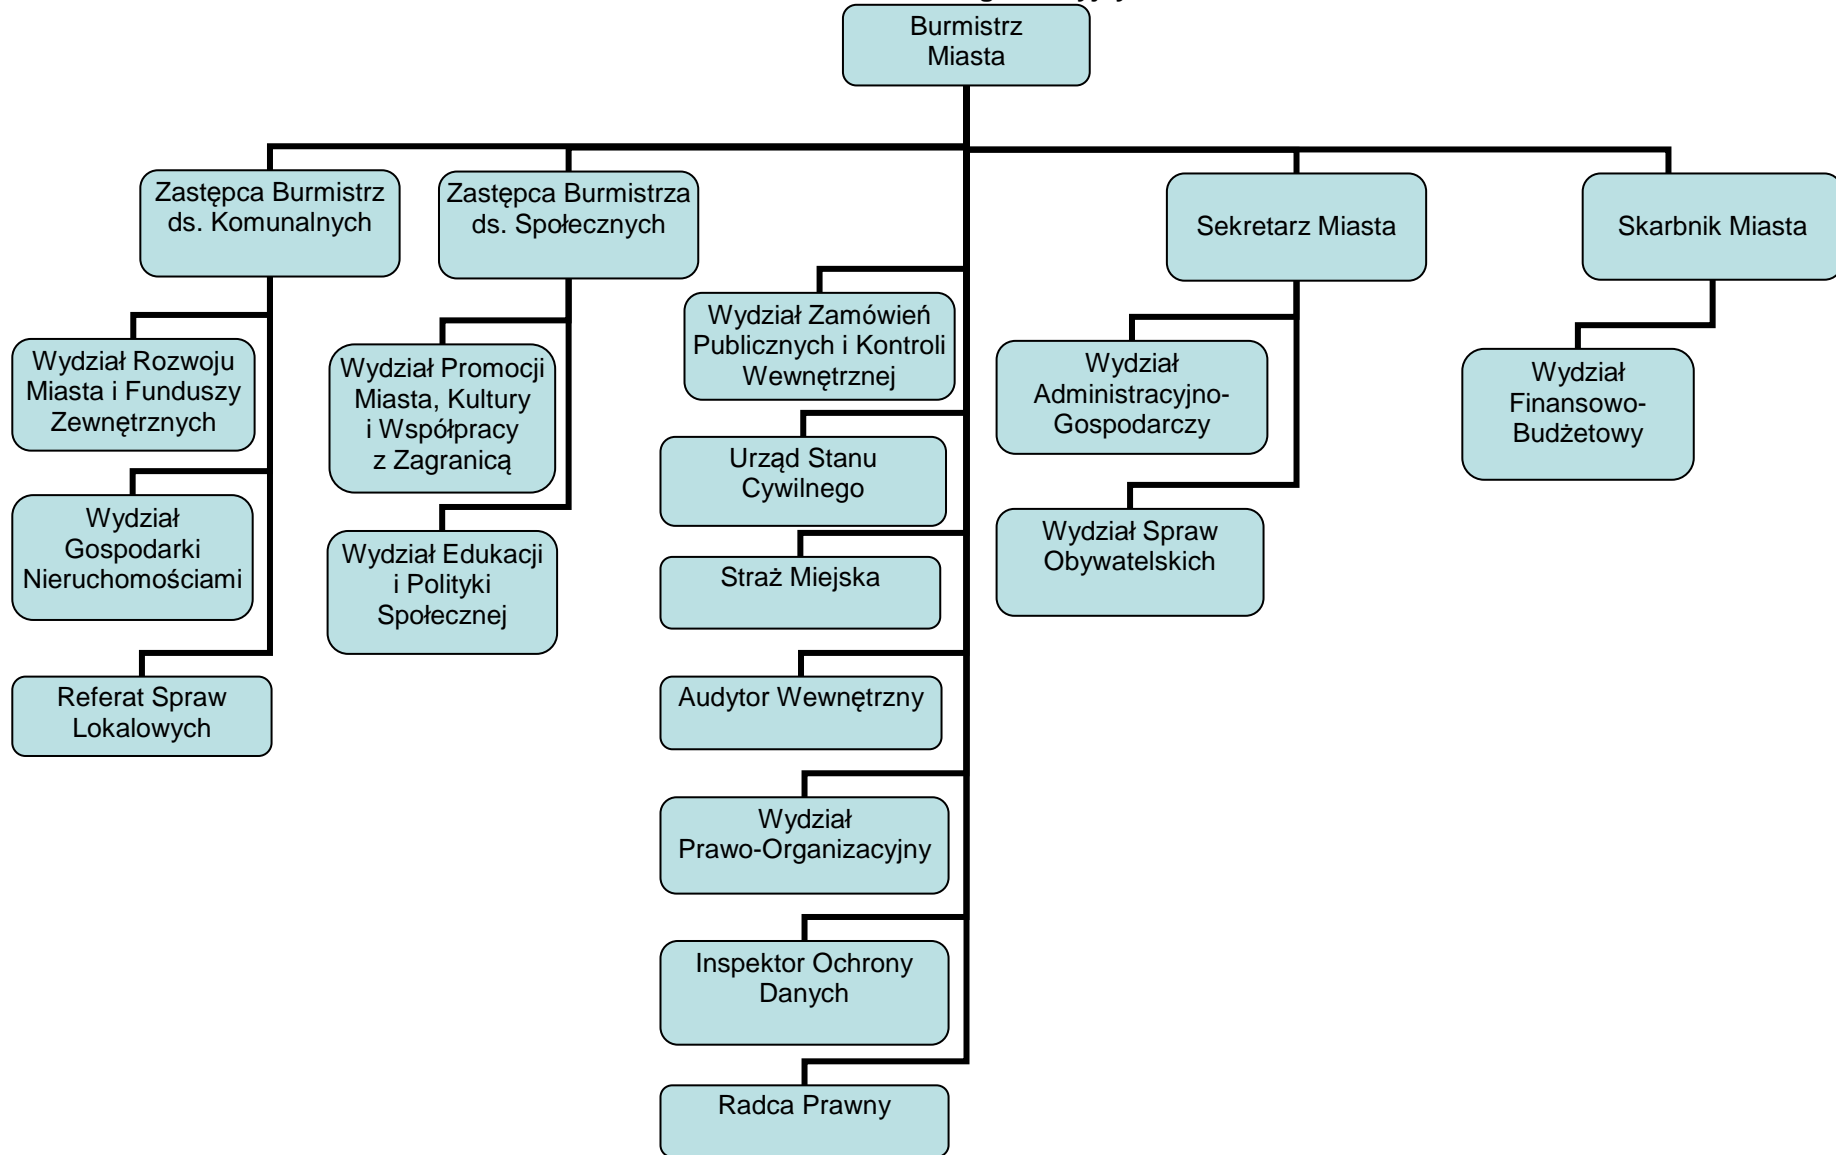 Burmistrz
Miasta
Zastępca Burmistrz
ds. Komunalnych
Zastępca Burmistrza
ds. Społecznych
Sekretarz Miasta
Skarbnik Miasta
Wydział Rozwoju
Miasta i Funduszy
Zewnętrznych
Wydział
Gospodarki
Nieruchomościami
Referat Spraw
Lokalowych
Wydział Promocji
Miasta, Kultury
i Współpracy
z Zagranicą
Wydział Edukacji
i Polityki
Społecznej
Wydział Zamówień
Publicznych i Kontroli
Wewnętrznej
Urząd Stanu
Cywilnego
Straż Miejska
Audytor Wewnętrzny
Wydział
Prawo-Organizacyjny
Inspektor Ochrony
Danych
Radca Prawny
Wydział
Administracyjno-
Gospodarczy
Wydział Spraw
Obywatelskich
Wydział
Finansowo-
Budżetowy